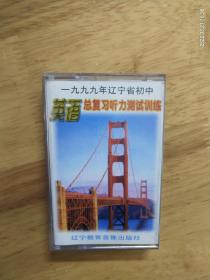 一九九九年辽宁省初中
英语
总复习听力测试训练
辽宁教育音像出版社